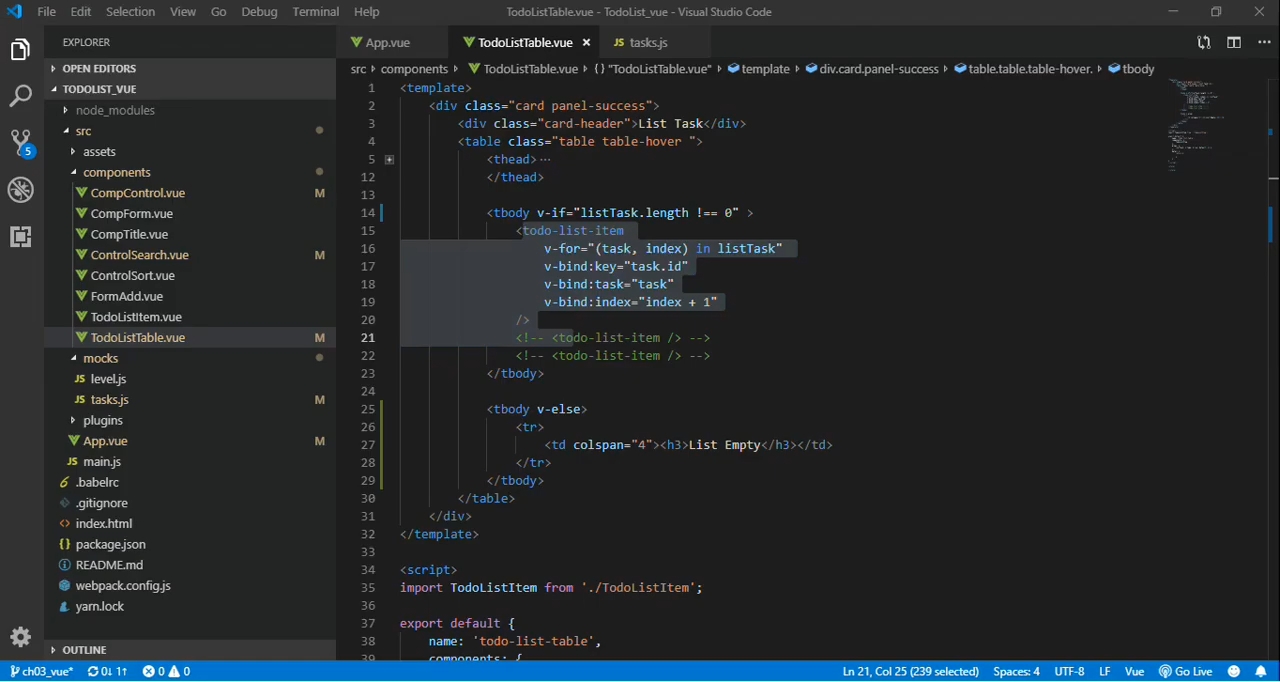 File Edit Selection View Go Debug Terminal Help TodoListTable.vue - TodoList_vue - Visual Studio Code
EXPLORER
OPEN EDITORS
TODOLIST_VUE
node_modules
src
assets
components
CompControl.vue M
CompForm.vue
CompTitle.vue
ControlSearch.vue M
ControlSort.vue
FormAdd.vue
TodoListItem.vue
TodoListTable.vue M
mocks
JS level.js
JS tasks.js M
plugins
App.vue M
JS main.js
.babelrc
.gitignore
index.html
package.json
README.md
webpack.config.js
yarn.lock
OUTLINE
5
App.vue TodoListTable.vue × JS tasks.js
src components TodoListTable.vue {} "TodoListTable.vue" template div.card.panel-success table.table.table-hover. tbody
1 <template>
2 <div class="card panel-success">
3 <div class="card-header">List Task</div>
4 <table class="table table-hover ">
5 <thead>···
12 </thead>
13
14 <tbody v-if="listTask.length !== 0" >
15 <todo-list-item
16 v-for="(task, index) in listTask"
17 v-bind:key="task.id"
18 v-bind:task="task"
19 v-bind:index="index + 1"
20 />
21 <!-- <todo-list-item /> -->
22 <!-- <todo-list-item /> -->
23 </tbody>
24
25 <tbody v-else>
26 <tr>
27 <td colspan="4"><h3>List Empty</h3></td>
28 </tr>
29 </tbody>
30 </table>
31 </div>
32 </template>
33
34 <script>
35 import TodoListItem from './TodoListItem';
36
37 export default {
38 name: 'todo-list-table',
39 components: {
ch03_vue* 0↓ 1↑ 0 0 Ln 21, Col 25 (239 selected) Spaces: 4 UTF-8 LF Vue Go Live